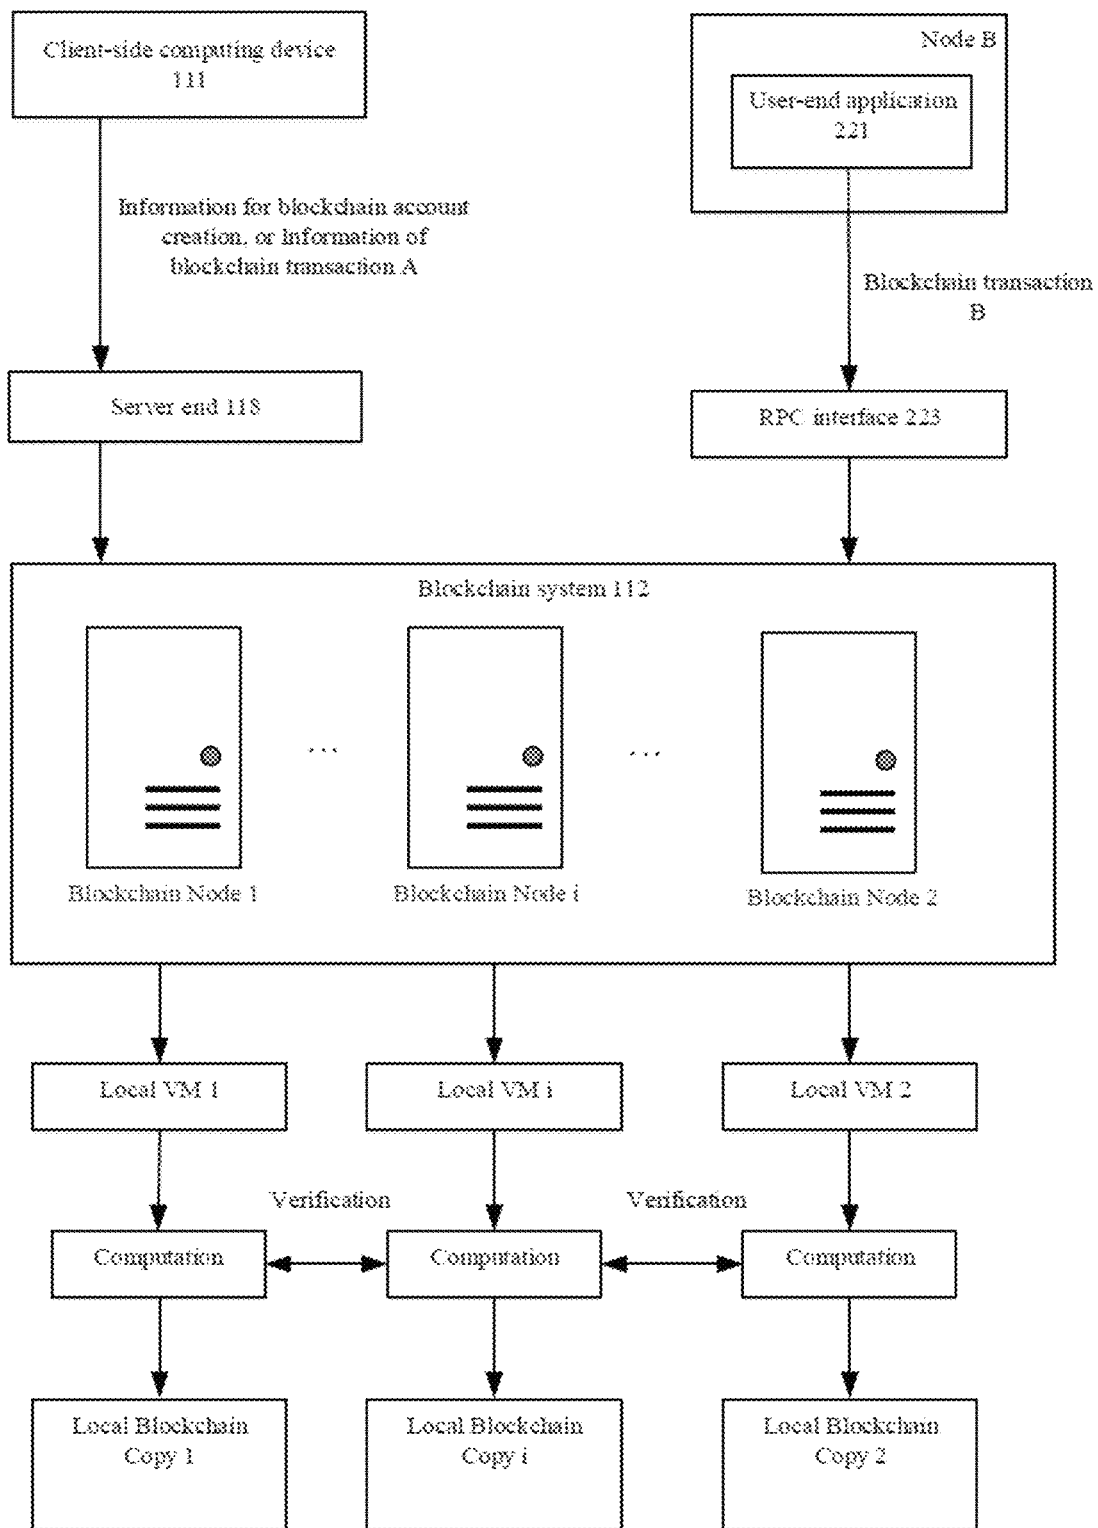 Client-side computing device
111
Node B
User-end application
221
Information for blockchain account
creation, or Information of
blockchain transaction A
Blockchain transaction
B
Server end 118
RPC interface 223
Blockchain system 112
...
...
Blockchain Node 1
Blockchain Node i
Blockchain Node 2
Local VM 1
Local VM i
Local VM 2
Verification
Verification
Computation
Computation
Computation
Local Blockchain
Copy 1
Local Blockchain
Copy i
Local Blockchain
Copy 2